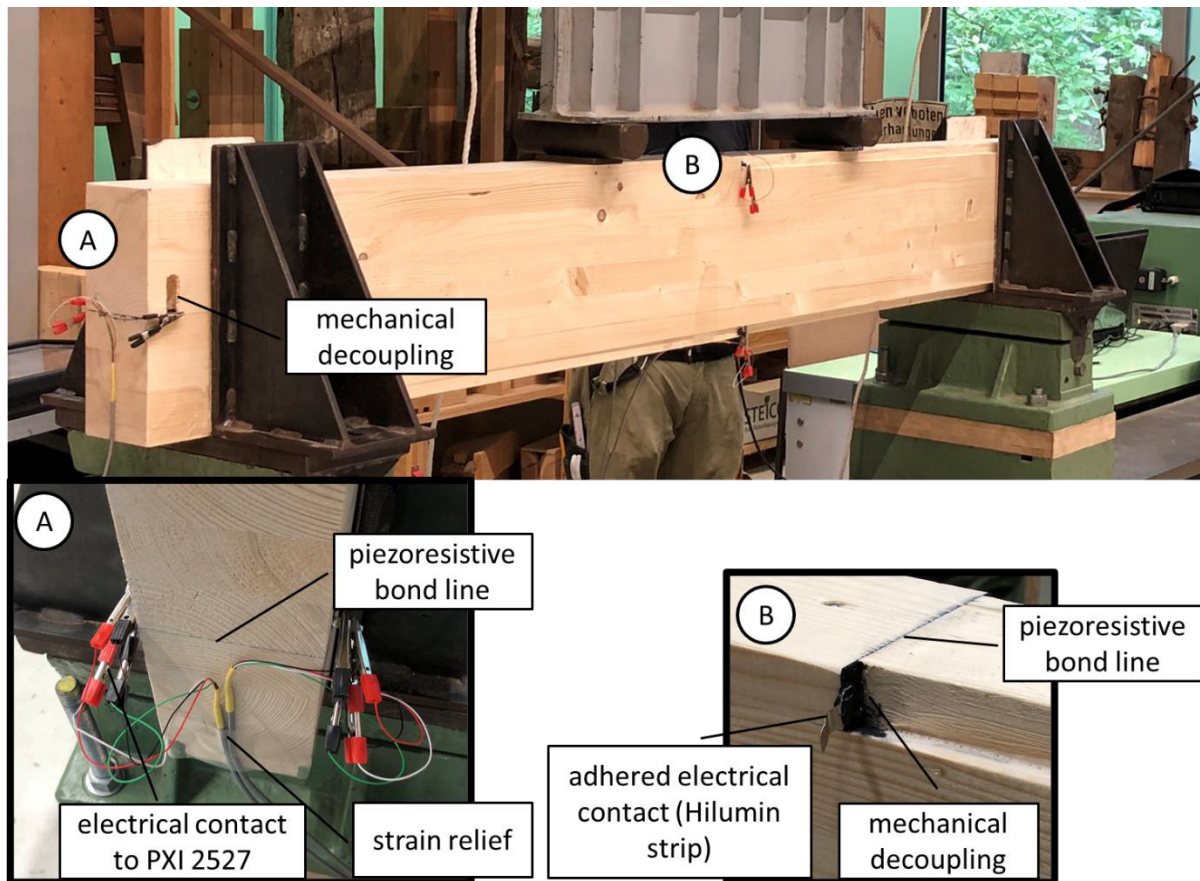 B
A
mechanical
decoupling
STEICO
A
piezoresistive
bond line
electrical contact
to PXI 2527
strain relief
B
piezoresistive
bond line
adhered electrical
contact (Hilumin
strip)
mechanical
decoupling